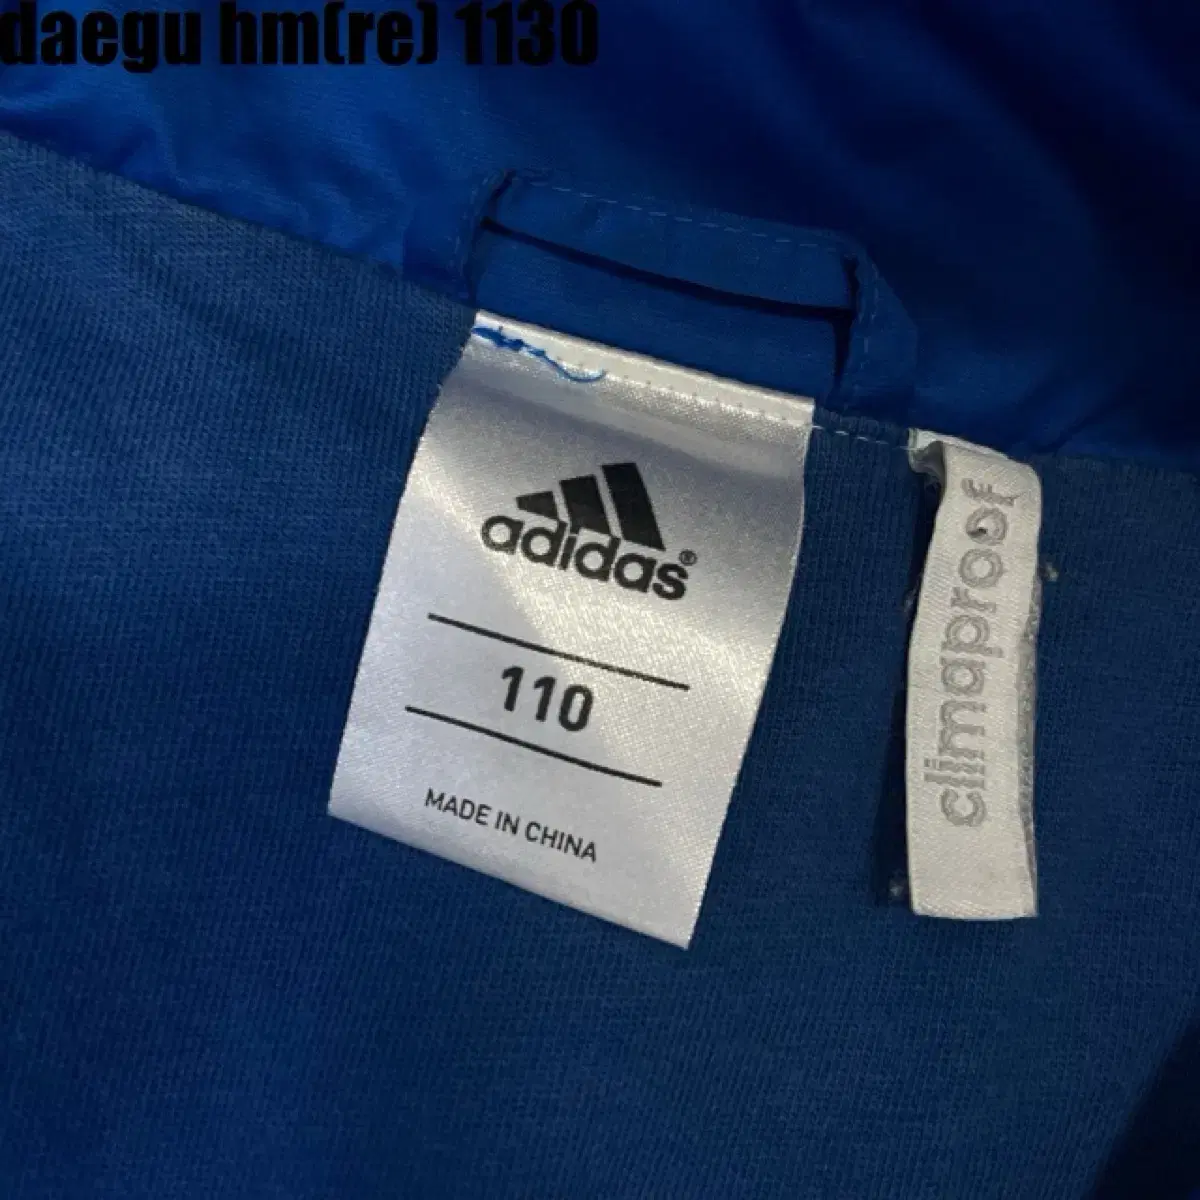 daegu hm(re) 1130
adidas®
110
MADE IN CHINA
climaproof